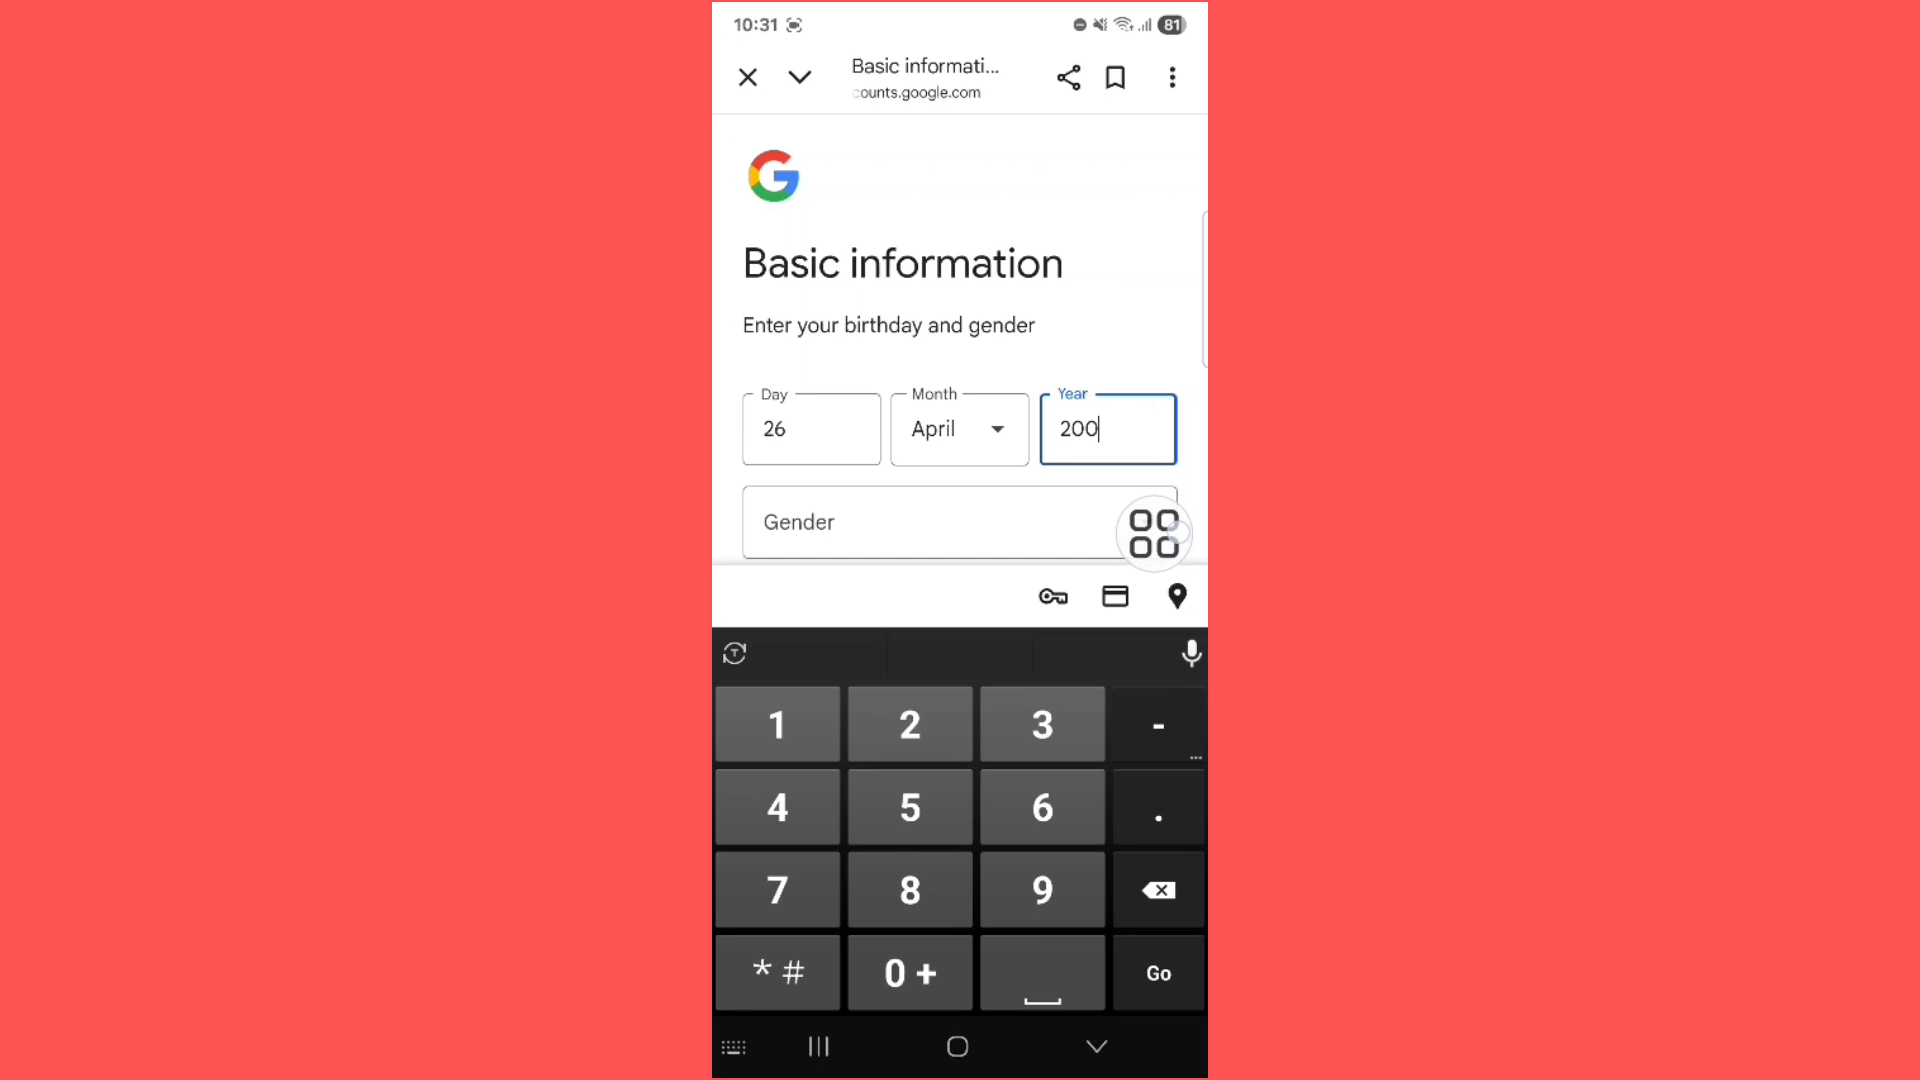 10:31
81
Basic informati...
counts.google.com
Basic information
Enter your birthday and gender
Day
Month
Year
26
April
200
Gender
T
1
2
3
-
...
4
5
6
.
7
8
9
* #
0 +
Go